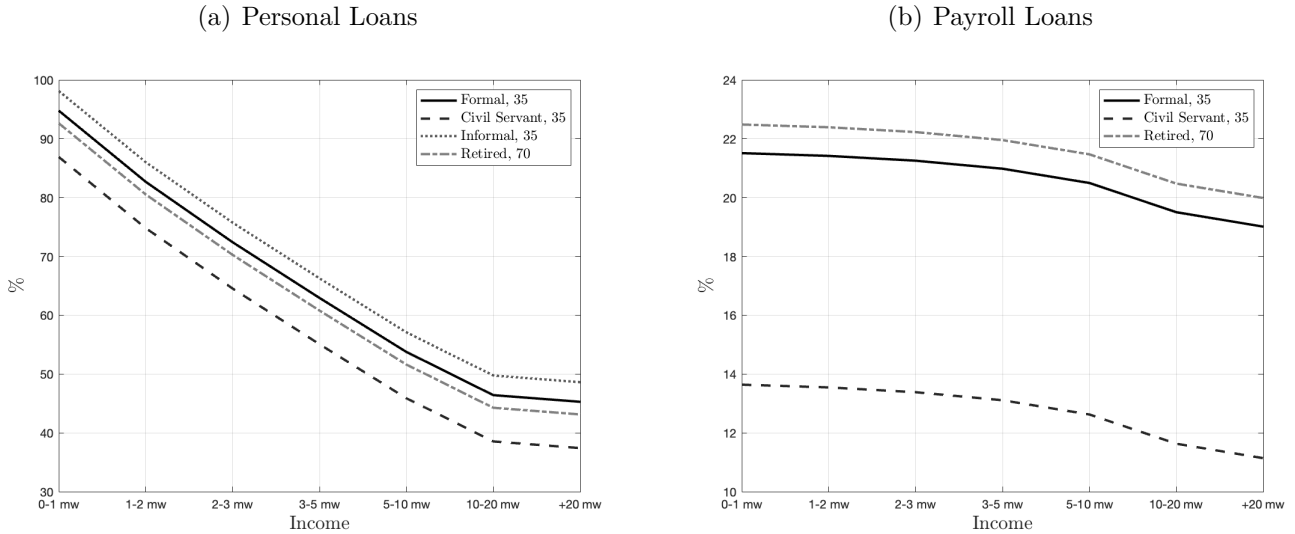 (a) Personal Loans
100
90
80
70
60
50
40
30
%
0-1 mw
1-2 mw
2-3 mw
3-5 mw
5-10 mw
10-20 mw
+20 mw
Income
Formal, 35
Civil Servant, 35
Informal, 35
Retired, 70
(b) Payroll Loans
24
22
20
18
16
14
12
10
%
0-1 mw
1-2 mw
2-3 mw
3-5 mw
5-10 mw
10-20 mw
+20 mw
Income
Formal, 35
Civil Servant, 35
Retired, 70